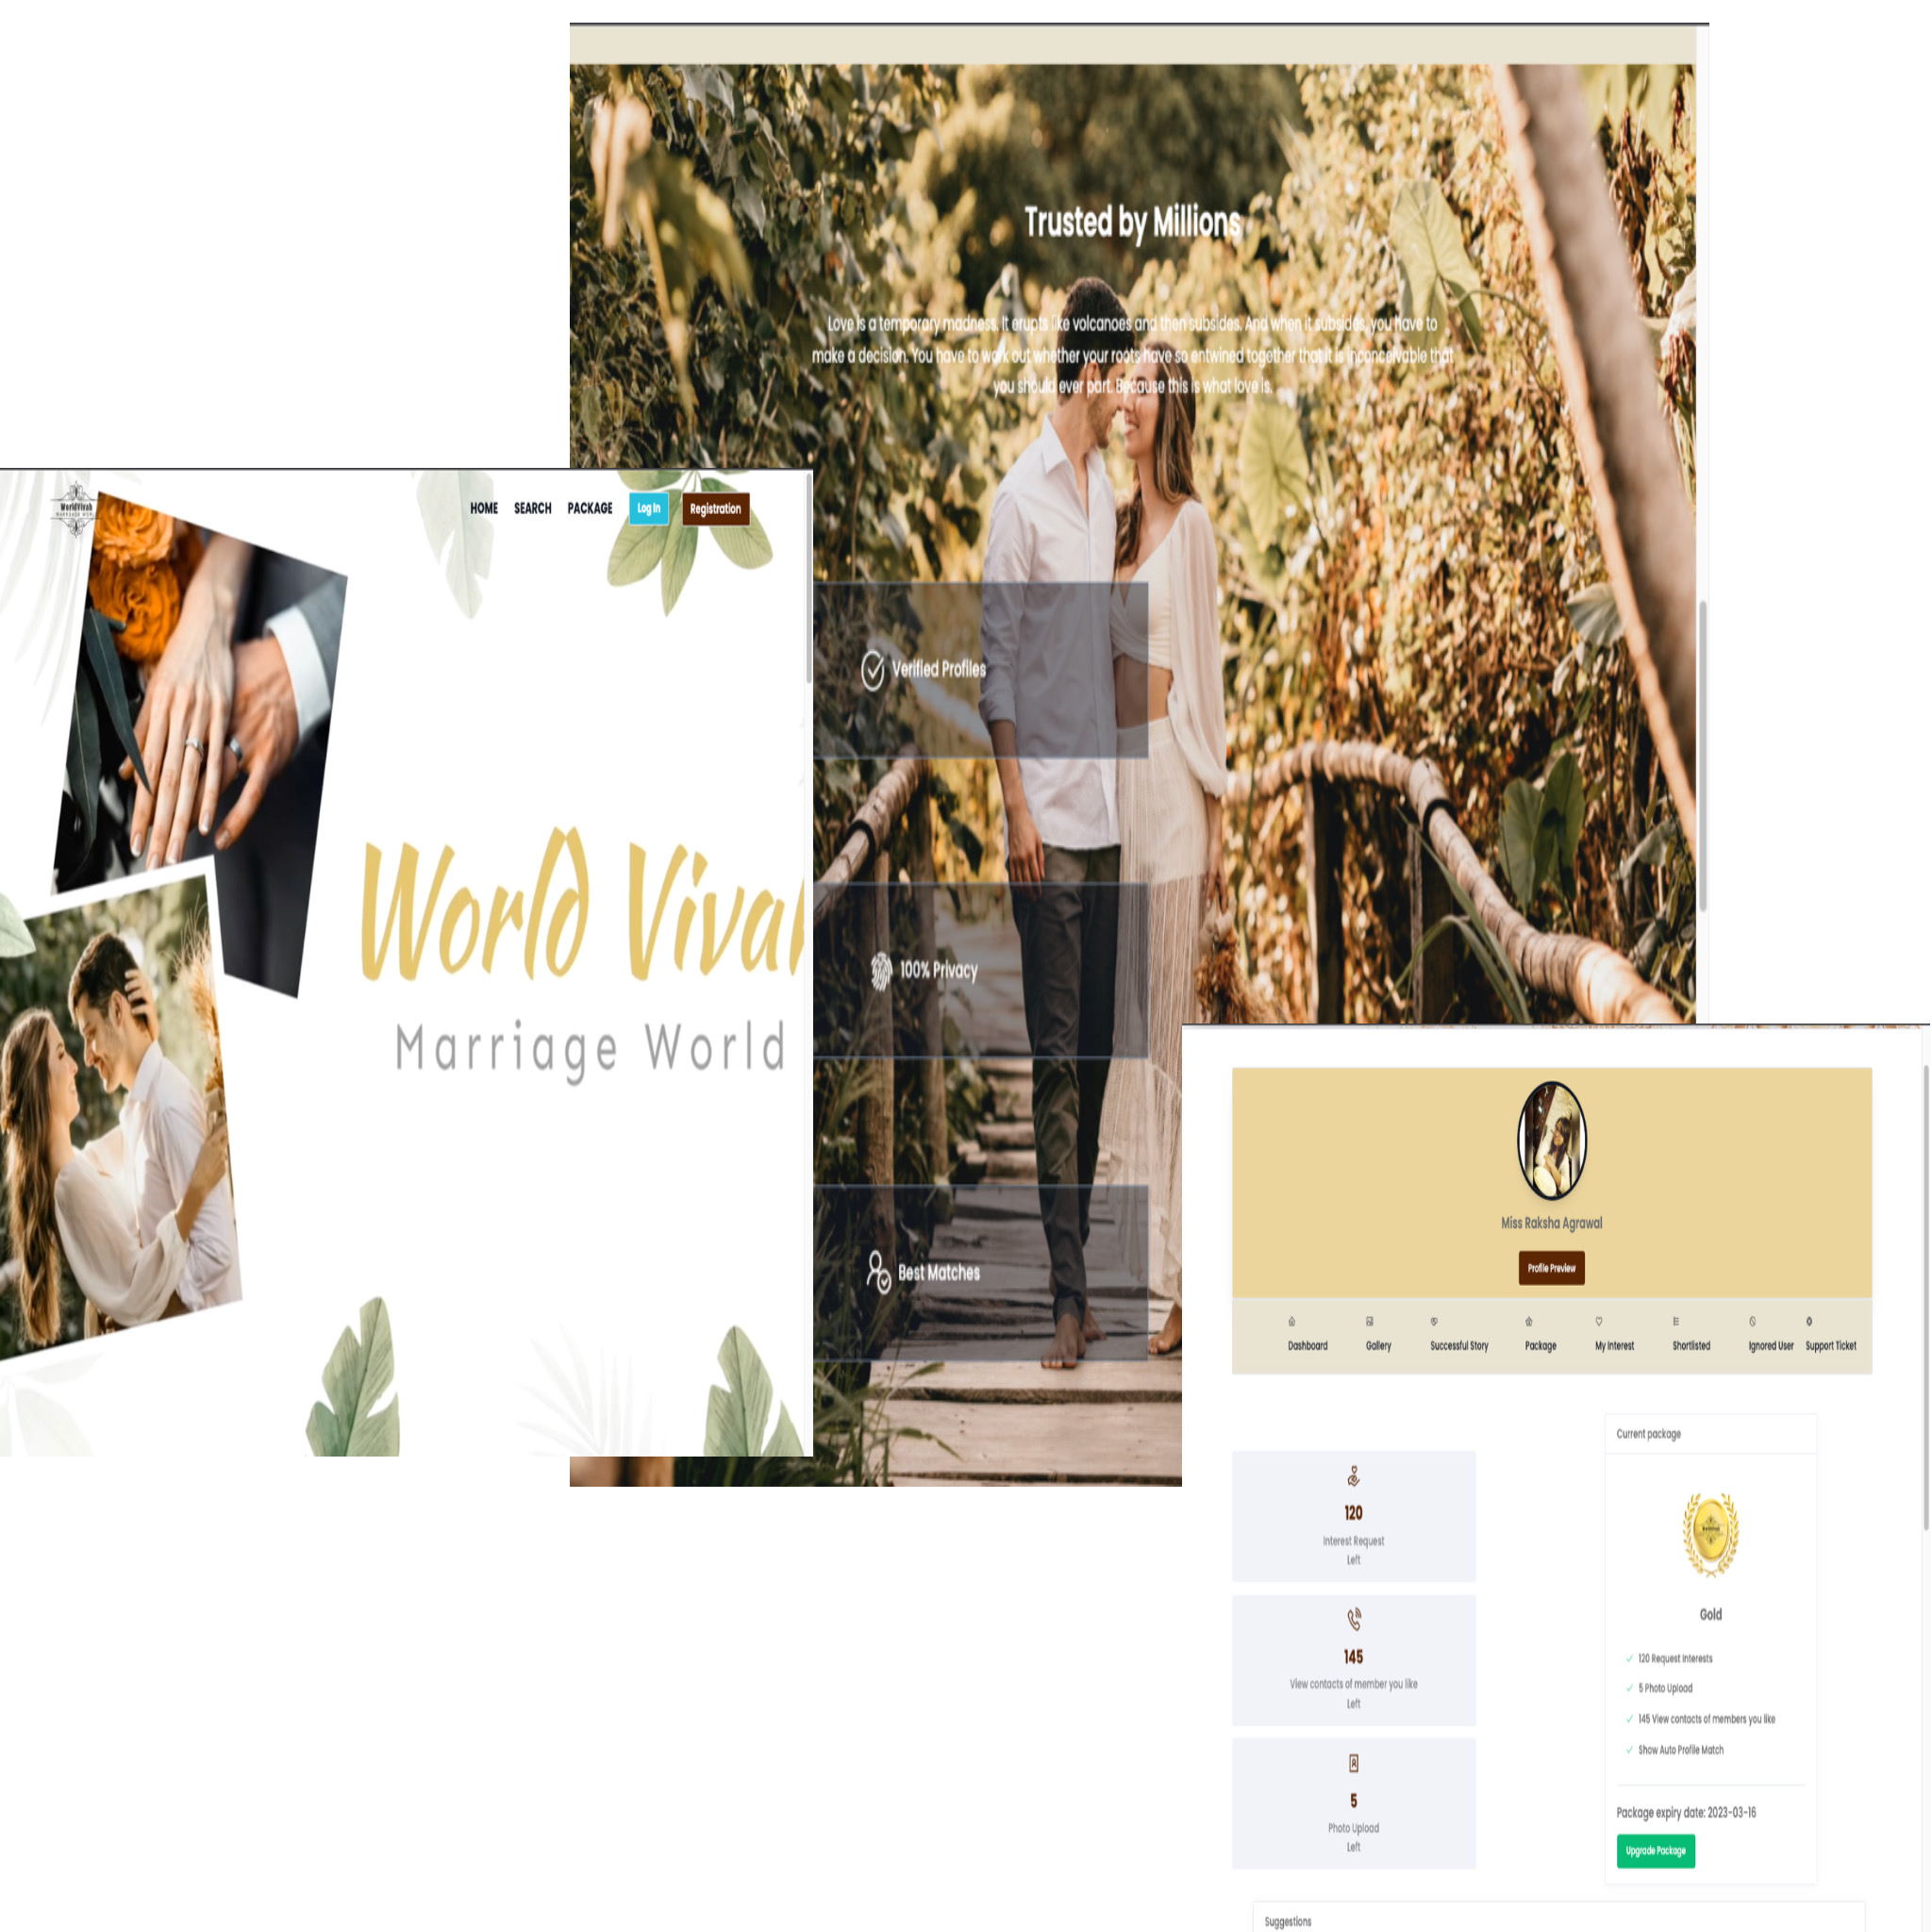 Trusted by Millions
Love is a temporary madness. It erupts like volcanoes and then subsides. And when it subsides, you have to
make a decision. You have to work out whether your roots have so entwined together that it is inconceivable that
you should ever part. Because this is what love is.
Verified Profiles
100% Privacy
Best Matches
WorldVivah
HOME SEARCH PACKAGE Log In Registration
World Vivah
Marriage World
Miss Raksha Agrawal
Profile Preview
Dashboard Gallery Successful Story Package My Interest Shortlisted Ignored User Support Ticket
120
Interest Request
Left
145
View contacts of member you like
Left
5
Photo Upload
Left
Current package
Gold
120 Request Interests
5 Photo Upload
145 View contacts of members you like
Show Auto Profile Match
Package expiry date: 2023-03-16
Upgrade Package
Suggestions